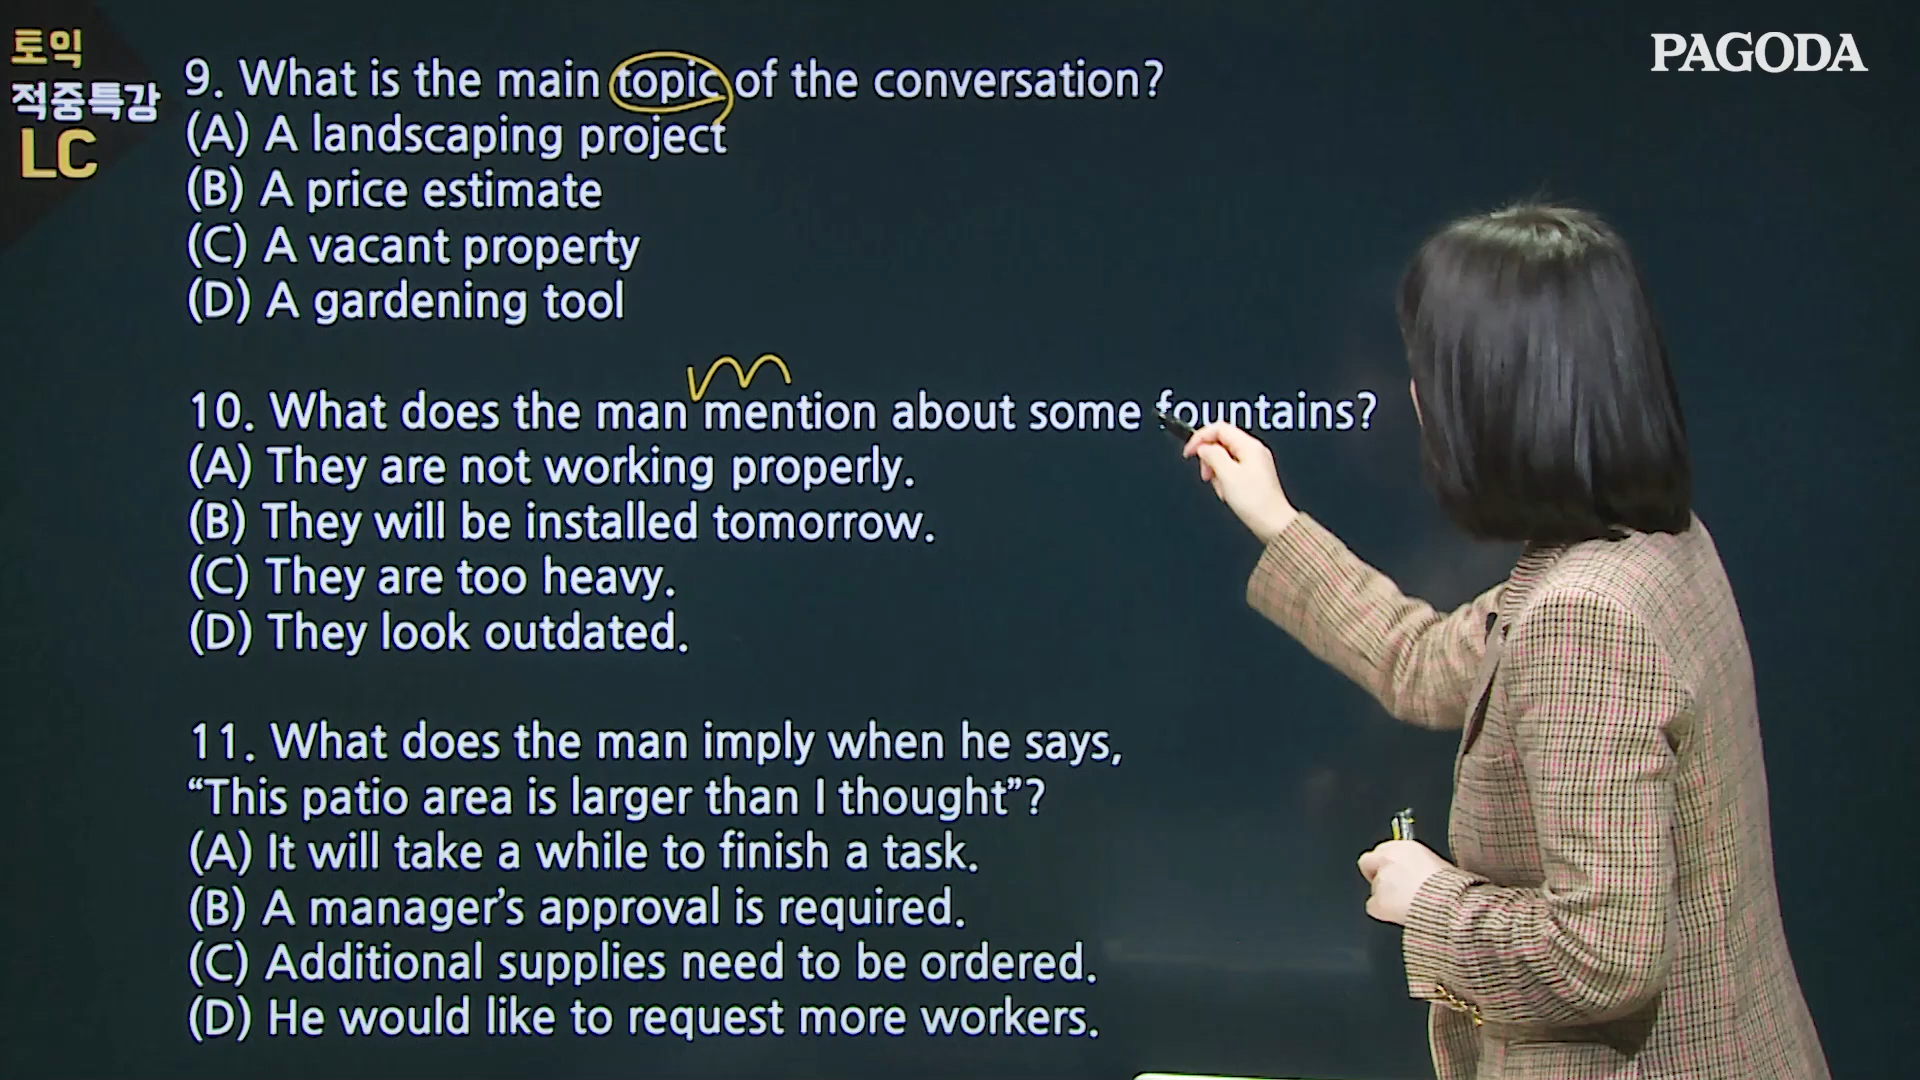 토익
적중특강
LC
PAGODA
9. What is the main topic of the conversation?
(A) A landscaping project
(B) A price estimate
(C) A vacant property
(D) A gardening tool
10. What does the man mention about some fountains?
(A) They are not working properly.
(B) They will be installed tomorrow.
(C) They are too heavy.
(D) They look outdated.
11. What does the man imply when he says,
“This patio area is larger than I thought”?
(A) It will take a while to finish a task.
(B) A manager’s approval is required.
(C) Additional supplies need to be ordered.
(D) He would like to request more workers.